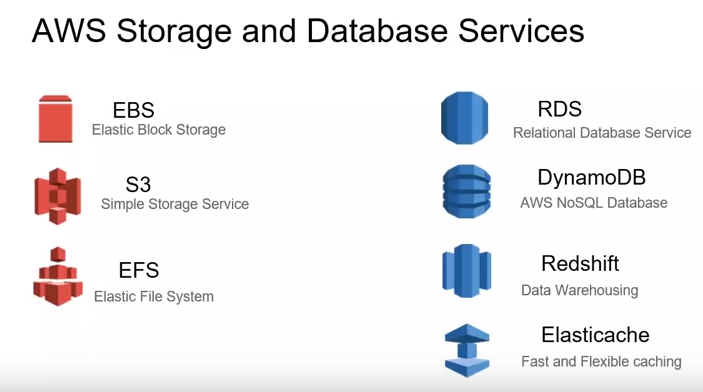 AWS Storage and Database Services
EBS
Elastic Block Storage
S3
Simple Storage Service
EFS
Elastic File System
RDS
Relational Database Service
DynamoDB
AWS NoSQL Database
Redshift
Data Warehousing
Elasticache
Fast and Flexible caching